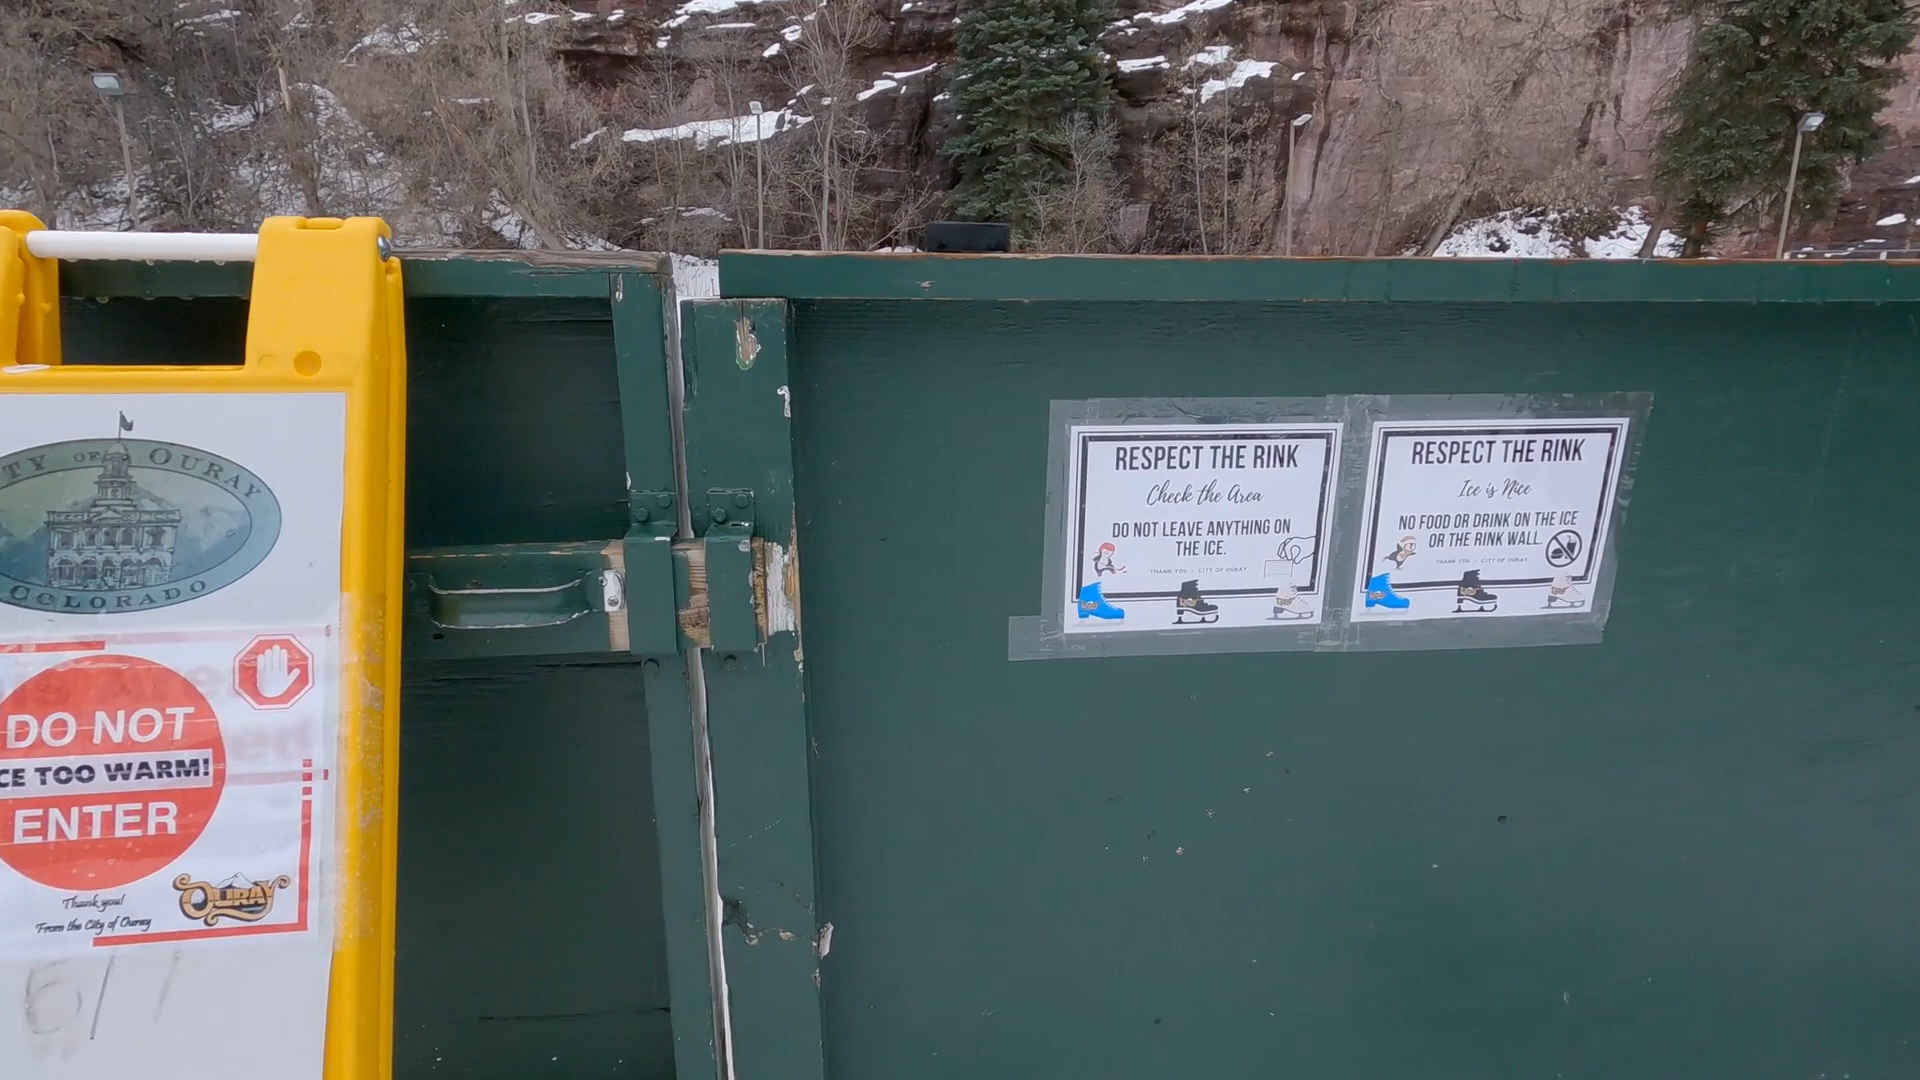 TY OF OURAY
COLORADO
DO NOT
CE TOO WARM!
ENTER
Thank you!
From the City of Ouray
OURAY
RESPECT THE RINK
Check the Area
DO NOT LEAVE ANYTHING ON
THE ICE.
THANK YOU - CITY OF OURAY
RESPECT THE RINK
Ice is Nice
NO FOOD OR DRINK ON THE ICE
OR THE RINK WALL.
THANK YOU - CITY OF OURAY